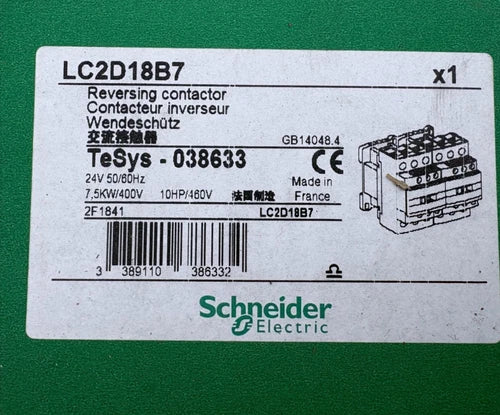 LC2D18B7 x1
Reversing contactor
Contacteur inverseur
Wendeschütz
交流接触器 GB14048.4
TeSys - 038633 CE
24V 50/60Hz Made in
7,5KW/400V 10HP/460V 法国制造 France
2F1841 LC2D18B7
3 389110 386332
Schneider
Electric